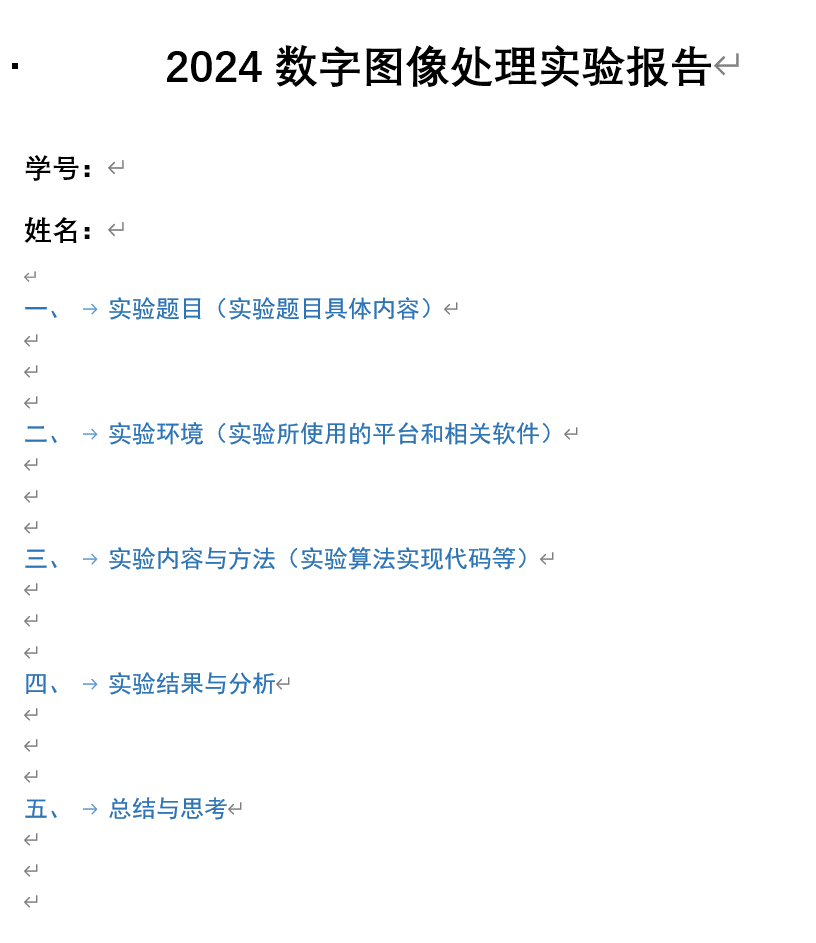 2024 数字图像处理实验报告
学号：
姓名：
一、 实验题目（实验题目具体内容）
二、 实验环境（实验所使用的平台和相关软件）
三、 实验内容与方法（实验算法实现代码等）
四、 实验结果与分析
五、 总结与思考